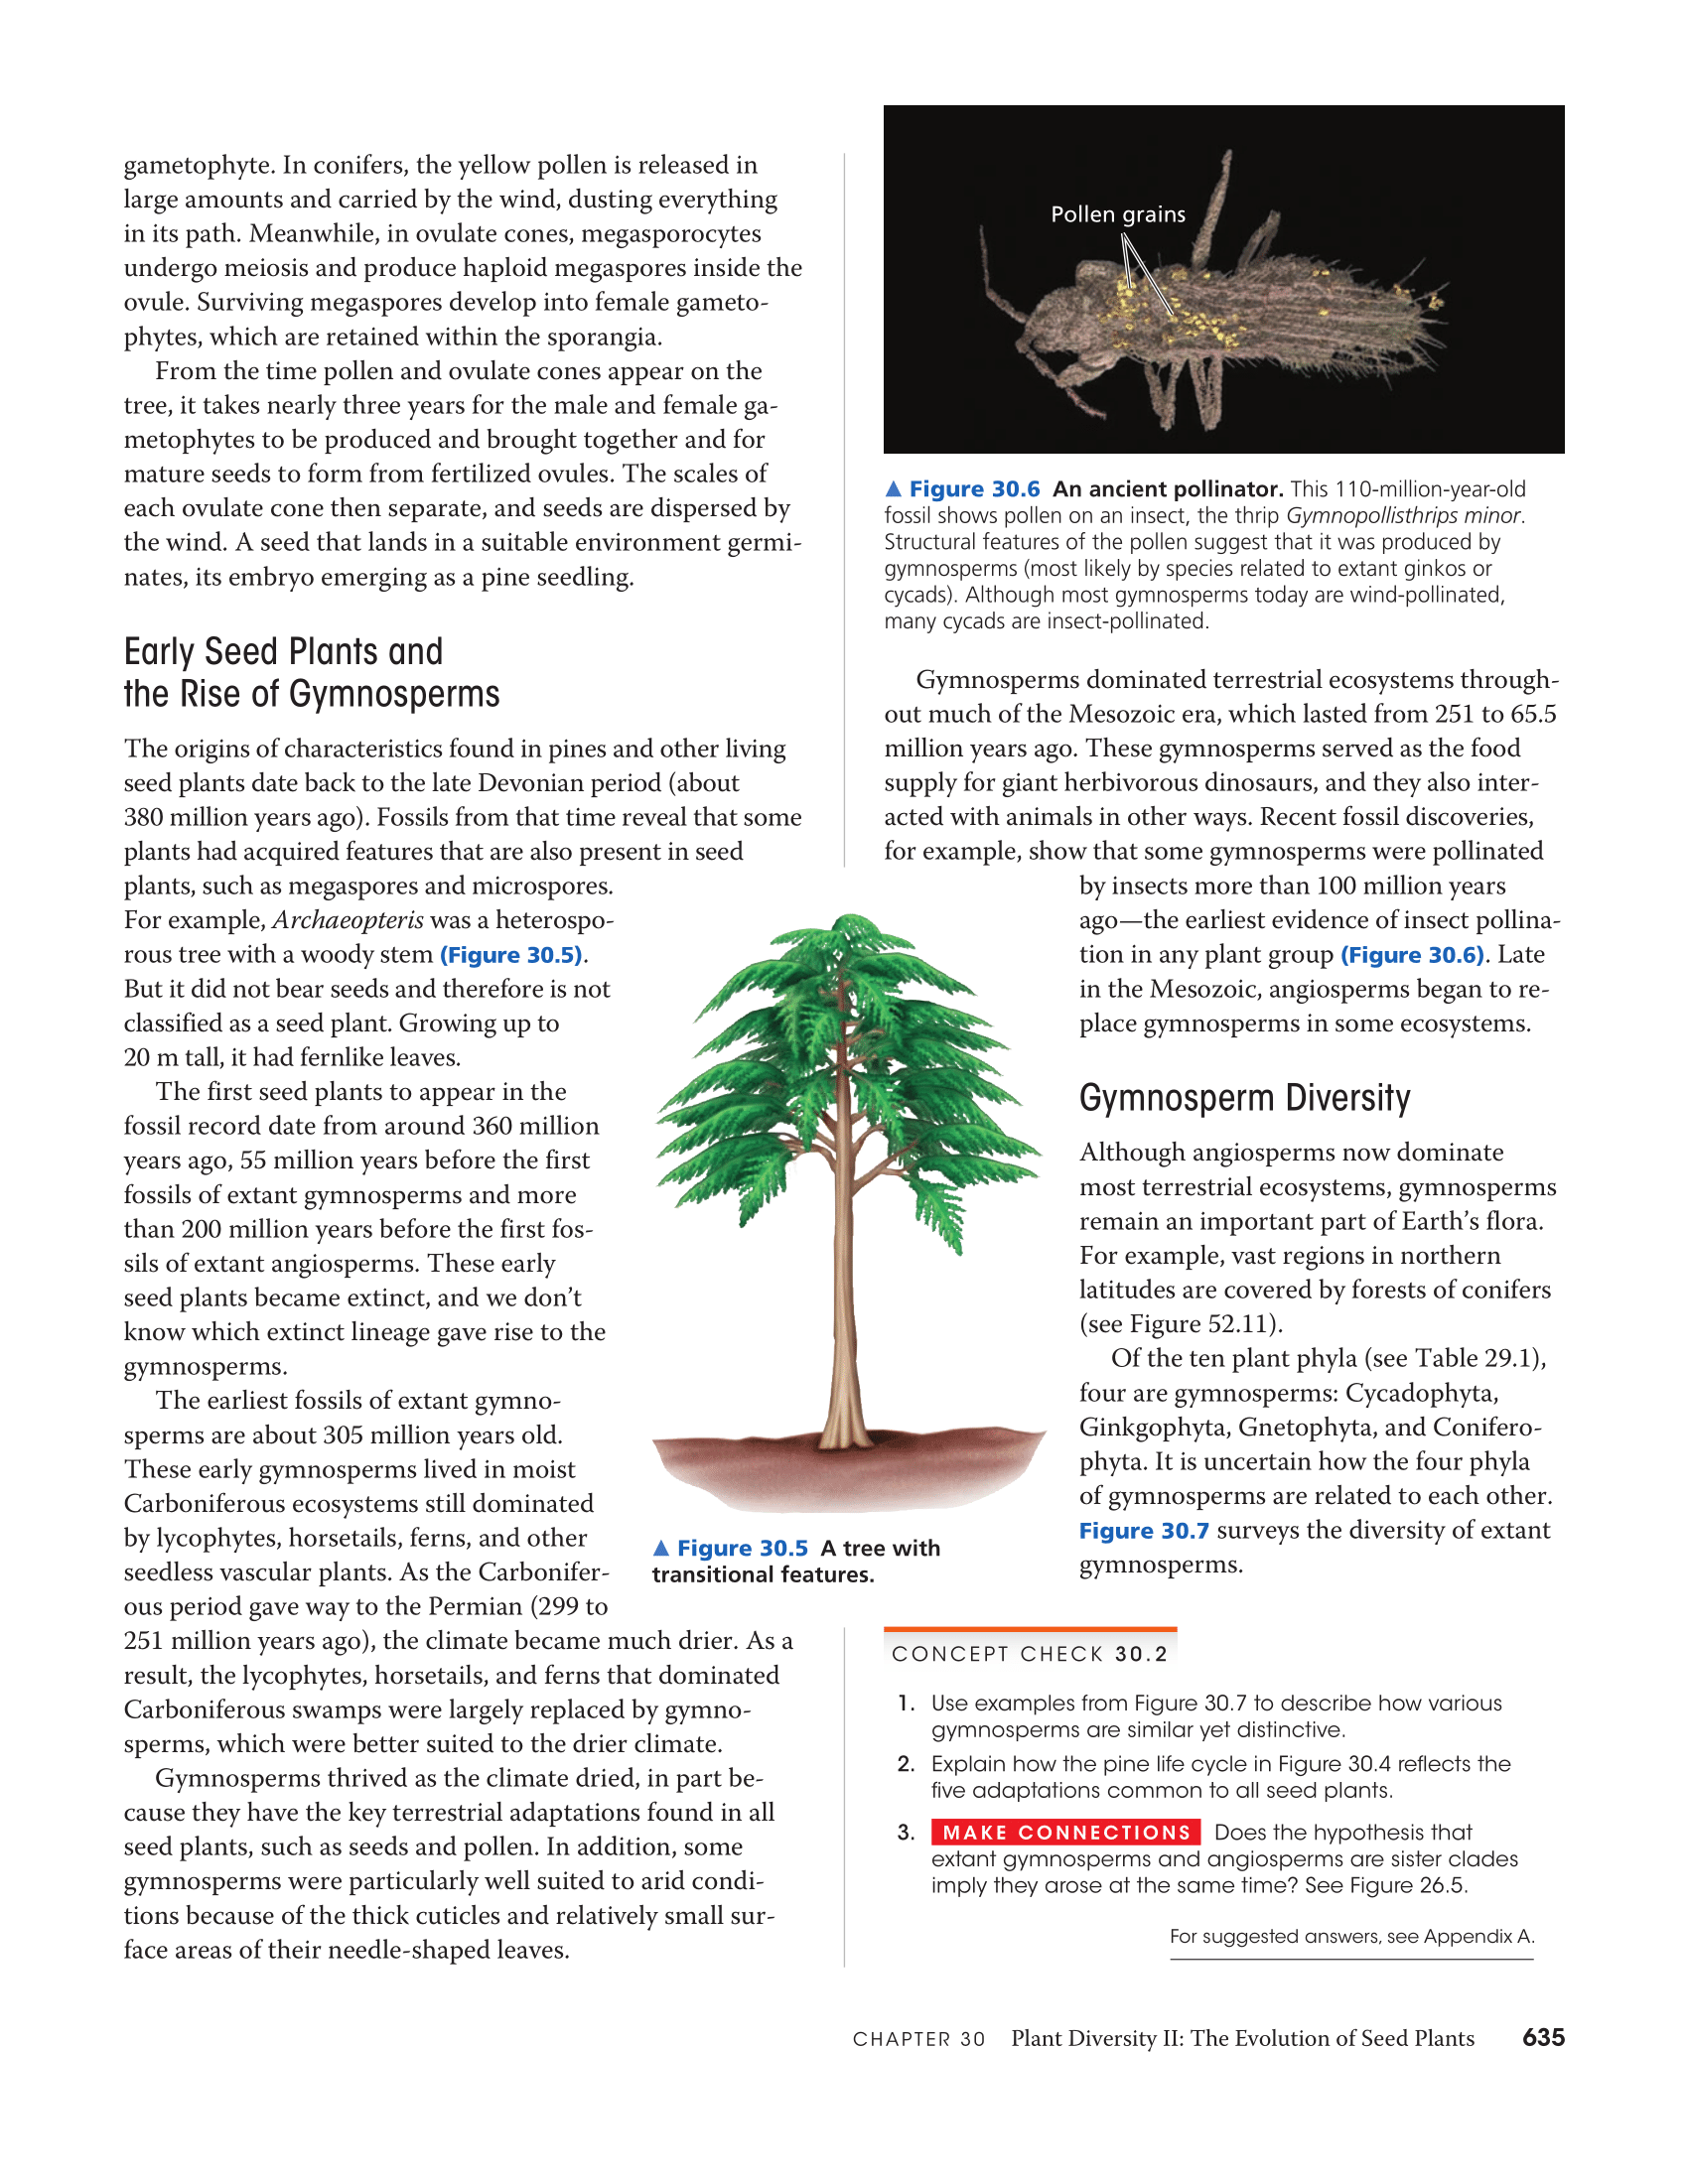 gametophyte. In conifers, the yellow pollen is released in
large amounts and carried by the wind, dusting everything
in its path. Meanwhile, in ovulate cones, megasporocytes
undergo meiosis and produce haploid megaspores inside the
ovule. Surviving megaspores develop into female gameto-
phytes, which are retained within the sporangia.
From the time pollen and ovulate cones appear on the
tree, it takes nearly three years for the male and female ga-
metophytes to be produced and brought together and for
mature seeds to form from fertilized ovules. The scales of
each ovulate cone then separate, and seeds are dispersed by
the wind. A seed that lands in a suitable environment germi-
nates, its embryo emerging as a pine seedling.
Early Seed Plants and
the Rise of Gymnosperms
The origins of characteristics found in pines and other living
seed plants date back to the late Devonian period (about
380 million years ago). Fossils from that time reveal that some
plants had acquired features that are also present in seed
plants, such as megaspores and microspores.
For example, Archaeopteris was a heterospo-
rous tree with a woody stem (Figure 30.5).
But it did not bear seeds and therefore is not
classified as a seed plant. Growing up to
20 m tall, it had fernlike leaves.
The first seed plants to appear in the
fossil record date from around 360 million
years ago, 55 million years before the first
fossils of extant gymnosperms and more
than 200 million years before the first fos-
sils of extant angiosperms. These early
seed plants became extinct, and we don't
know which extinct lineage gave rise to the
gymnosperms.
The earliest fossils of extant gymno-
sperms are about 305 million years old.
These early gymnosperms lived in moist
Carboniferous ecosystems still dominated
by lycophytes, horsetails, ferns, and other
seedless vascular plants. As the Carbonifer-
ous period gave way to the Permian (299 to
251 million years ago), the climate became much drier. As a
result, the lycophytes, horsetails, and ferns that dominated
Carboniferous swamps were largely replaced by gymno-
sperms, which were better suited to the drier climate.
Gymnosperms thrived as the climate dried, in part be-
cause they have the key terrestrial adaptations found in all
seed plants, such as seeds and pollen. In addition, some
gymnosperms were particularly well suited to arid condi-
tions because of the thick cuticles and relatively small sur-
face areas of their needle-shaped leaves.
▲ Figure 30.5 A tree with
transitional features.
Pollen grains
▲ Figure 30.6 An ancient pollinator. This 110-million-year-old
fossil shows pollen on an insect, the thrip Gymnopollisthrips minor.
Structural features of the pollen suggest that it was produced by
gymnosperms (most likely by species related to extant ginkos or
cycads). Although most gymnosperms today are wind-pollinated,
many cycads are insect-pollinated.
Gymnosperms dominated terrestrial ecosystems through-
out much of the Mesozoic era, which lasted from 251 to 65.5
million years ago. These gymnosperms served as the food
supply for giant herbivorous dinosaurs, and they also inter-
acted with animals in other ways. Recent fossil discoveries,
for example, show that some gymnosperms were pollinated
by insects more than 100 million years
ago—the earliest evidence of insect pollina-
tion in any plant group (Figure 30.6). Late
in the Mesozoic, angiosperms began to re-
place gymnosperms in some ecosystems.
Gymnosperm Diversity
Although angiosperms now dominate
most terrestrial ecosystems, gymnosperms
remain an important part of Earth's flora.
For example, vast regions in northern
latitudes are covered by forests of conifers
(see Figure 52.11).
Of the ten plant phyla (see Table 29.1),
four are gymnosperms: Cycadophyta,
Ginkgophyta, Gnetophyta, and Conifero-
phyta. It is uncertain how the four phyla
of gymnosperms are related to each other.
Figure 30.7 surveys the diversity of extant
gymnosperms.
CONCEPT CHECK 30.2
1. Use examples from Figure 30.7 to describe how various
gymnosperms are similar yet distinctive.
2. Explain how the pine life cycle in Figure 30.4 reflects the
five adaptations common to all seed plants.
3. MAKE CONNECTIONS Does the hypothesis that
extant gymnosperms and angiosperms are sister clades
imply they arose at the same time? See Figure 26.5.
For suggested answers, see Appendix A.
CHAPTER 30 Plant Diversity II: The Evolution of Seed Plants 635